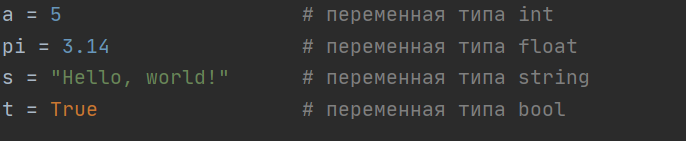 a = 5                    # переменная типа int
pi = 3.14                # переменная типа float
s = "Hello, world!"      # переменная типа string
t = True                 # переменная типа bool